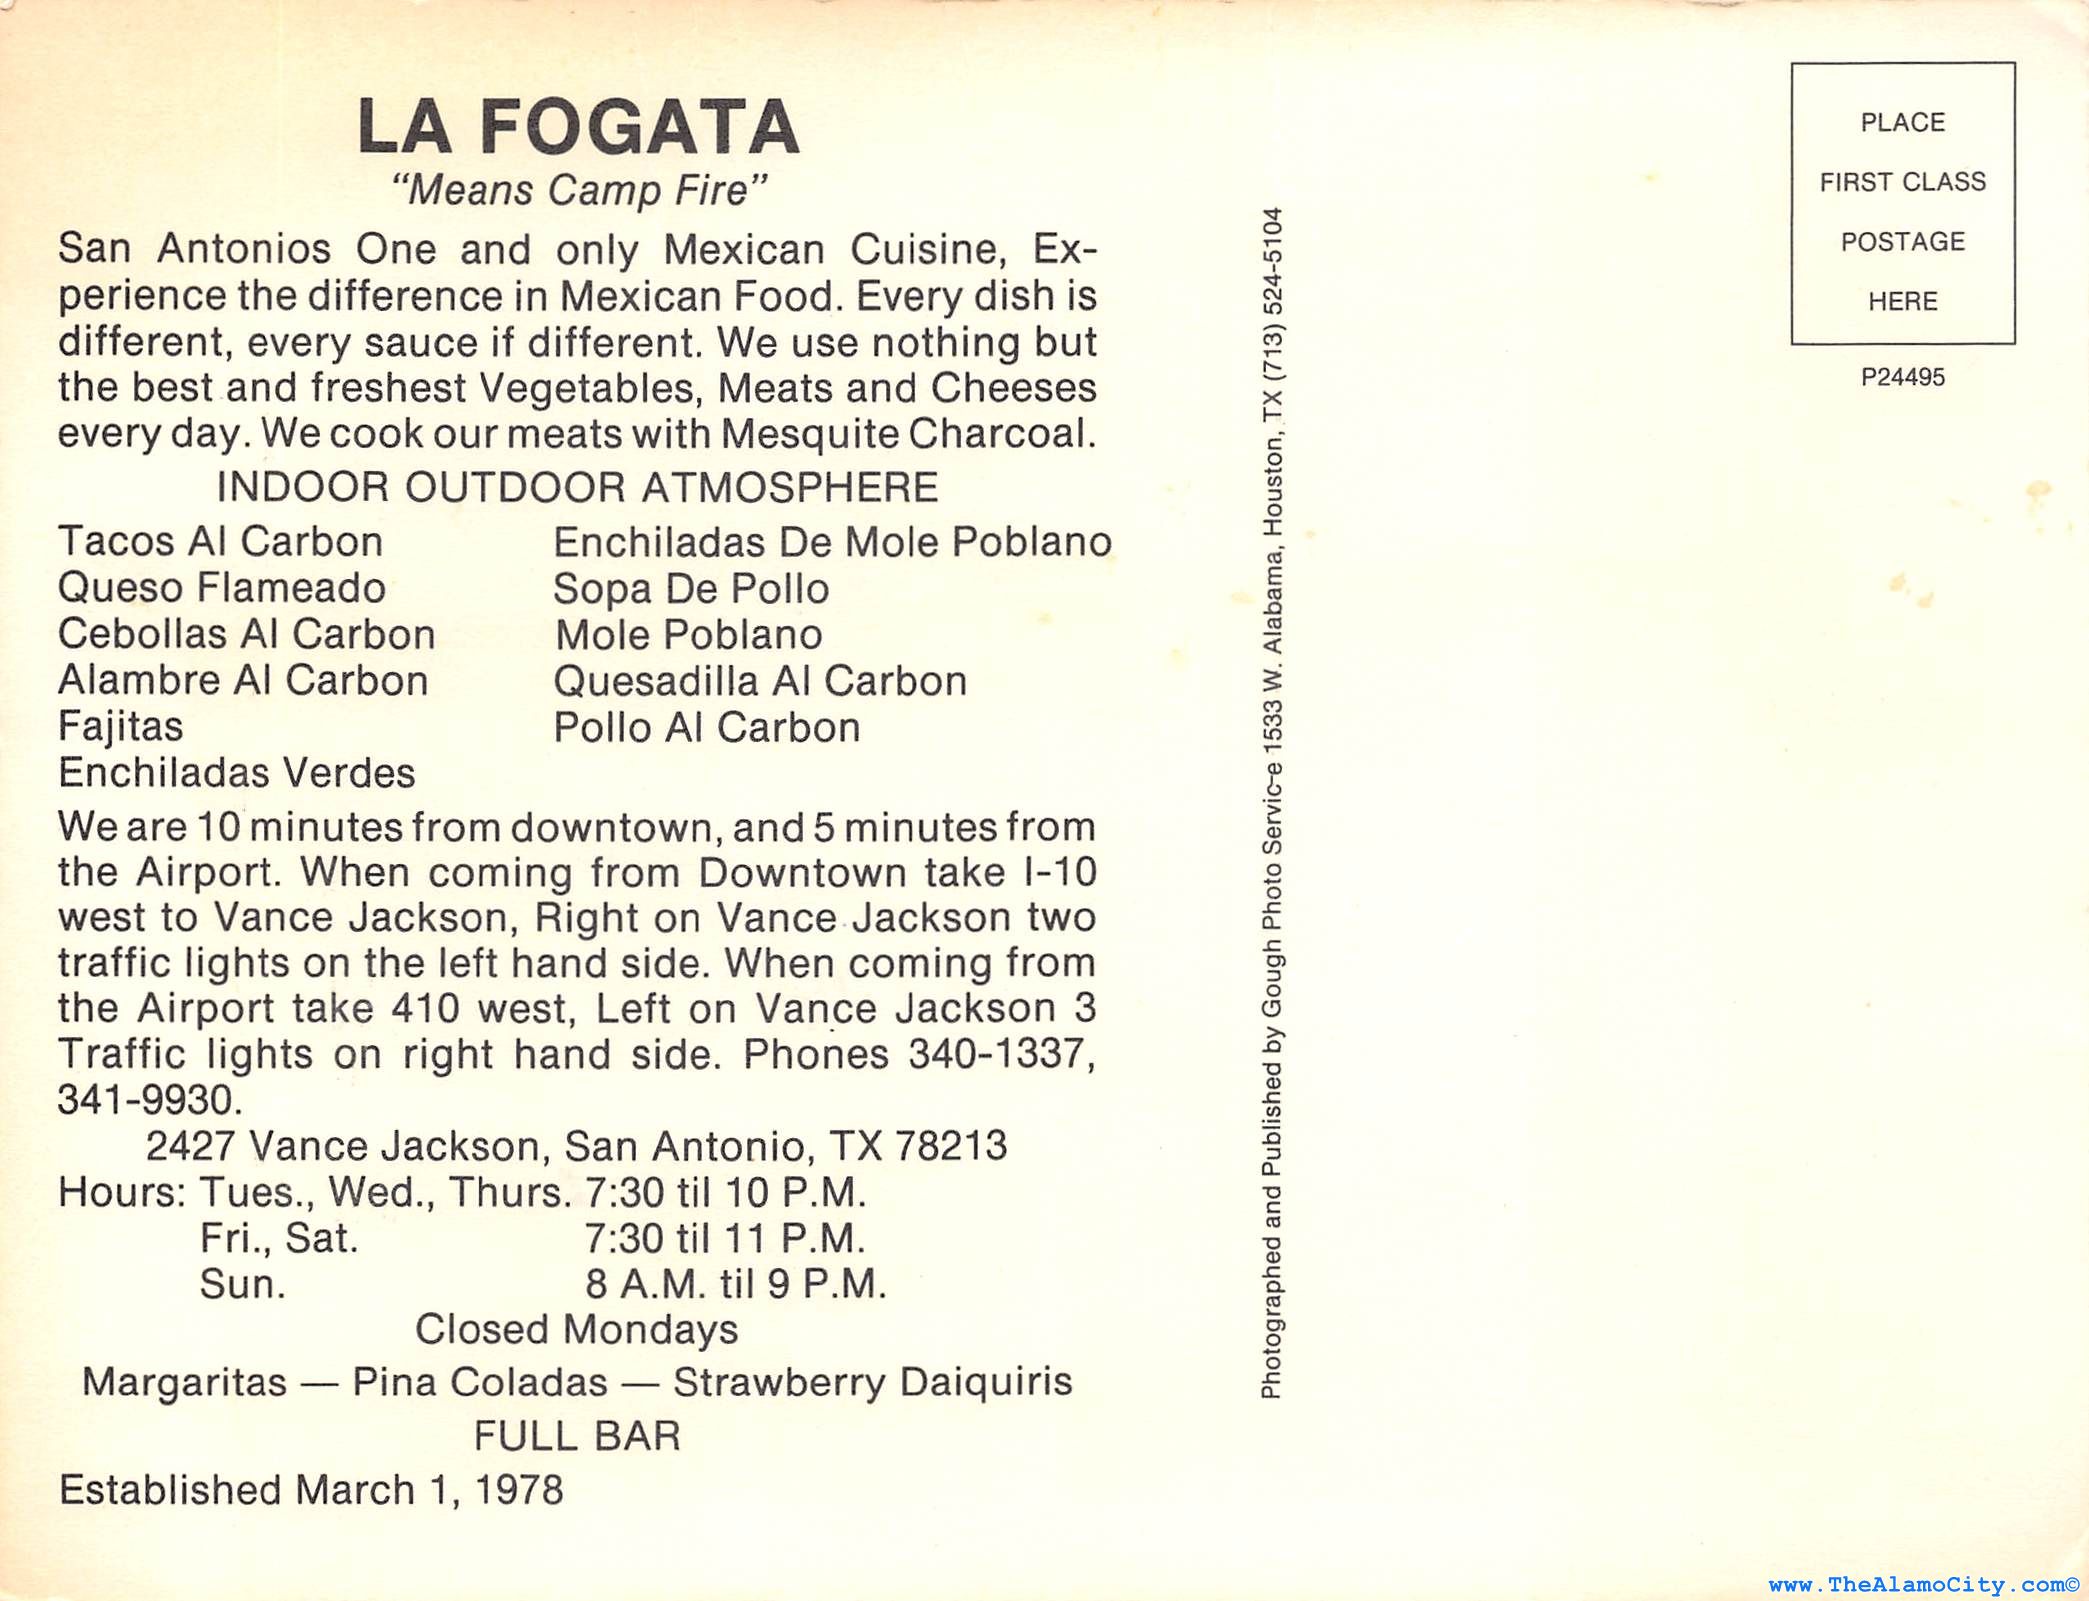 LA FOGATA
“Means Camp Fire”
San Antonios One and only Mexican Cuisine, Ex-
perience the difference in Mexican Food. Every dish is
different, every sauce if different. We use nothing but
the best and freshest Vegetables, Meats and Cheeses
every day. We cook our meats with Mesquite Charcoal.
INDOOR OUTDOOR ATMOSPHERE
Tacos Al Carbon
Queso Flameado
Cebollas Al Carbon
Alambre Al Carbon
Fajitas
Enchiladas Verdes
Enchiladas De Mole Poblano
Sopa De Pollo
Mole Poblano
Quesadilla Al Carbon
Pollo Al Carbon
We are 10 minutes from downtown, and 5 minutes from
the Airport. When coming from Downtown take I-10
west to Vance Jackson, Right on Vance Jackson two
traffic lights on the left hand side. When coming from
the Airport take 410 west, Left on Vance Jackson 3
Traffic lights on right hand side. Phones 340-1337,
341-9930.
2427 Vance Jackson, San Antonio, TX 78213
Hours: Tues., Wed., Thurs. 7:30 til 10 P.M.
Fri., Sat. 7:30 til 11 P.M.
Sun. 8 A.M. til 9 P.M.
Closed Mondays
Margaritas — Pina Coladas — Strawberry Daiquiris
FULL BAR
Established March 1, 1978
Photographed and Published by Gough Photo Servic-e 1533 W. Alabama, Houston, TX (713) 524-5104
PLACE
FIRST CLASS
POSTAGE
HERE
P24495
www.TheAlamoCity.com©